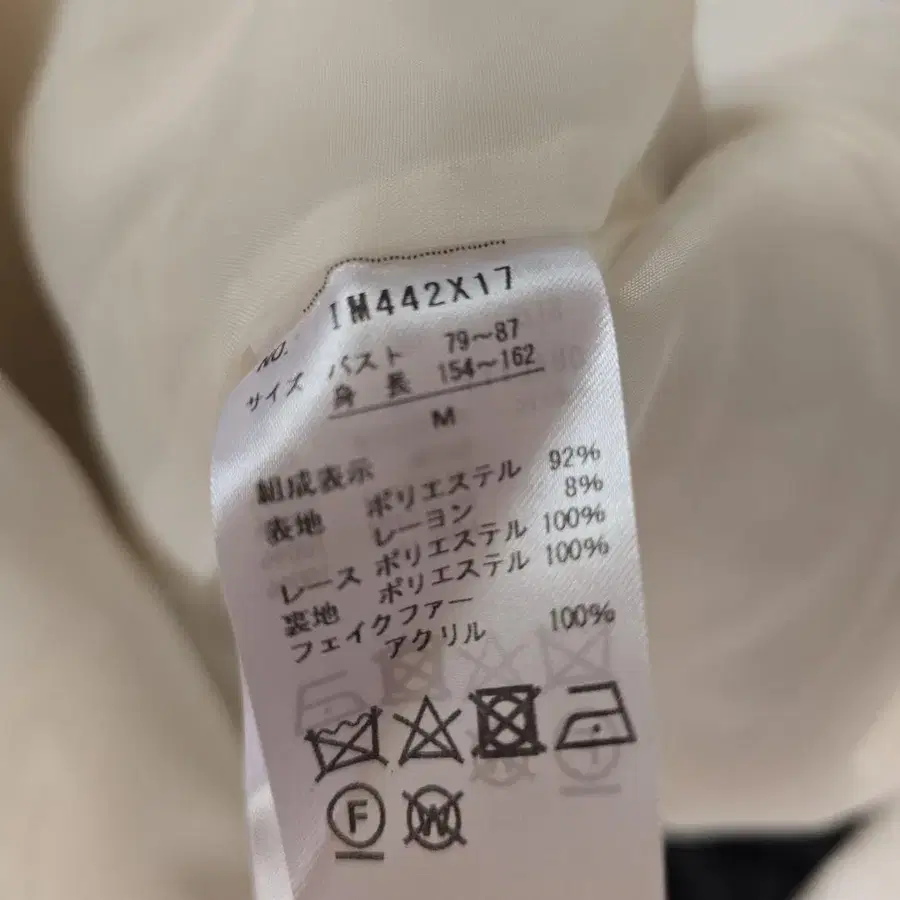 NO. IM442X17
サイズ バスト 79〜87
身長 154〜162
M
組成表示
表地 ポリエステル 92%
レーヨン 8%
レース ポリエステル 100%
裏地 ポリエステル 100%
フェイクファー
アクリル 100%
F W